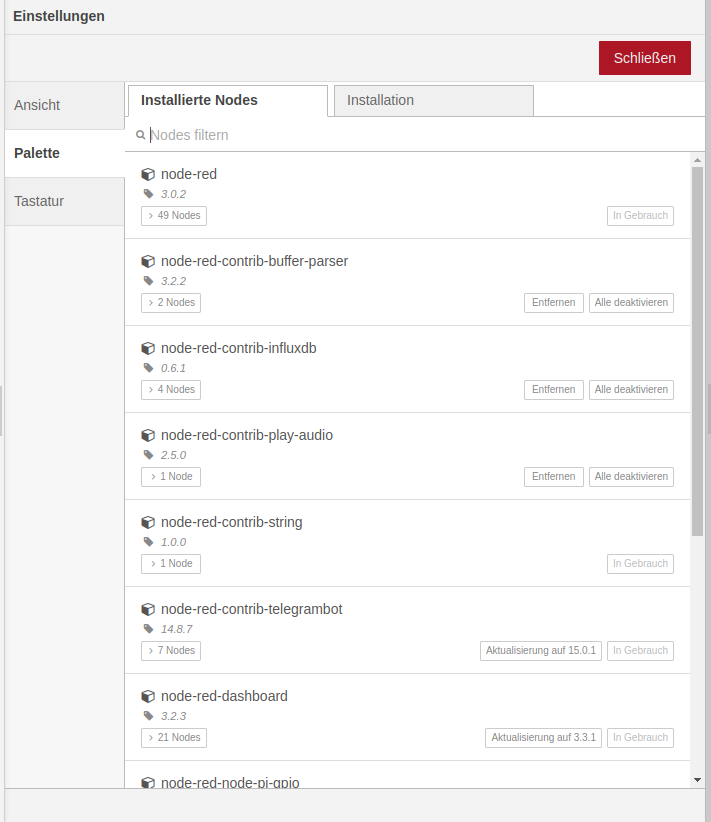 Einstellungen
Schließen
Ansicht
Palette
Tastatur
Installierte Nodes
Installation
Nodes filtern
node-red
3.0.2
49 Nodes
In Gebrauch
node-red-contrib-buffer-parser
3.2.2
2 Nodes
Entfernen
Alle deaktivieren
node-red-contrib-influxdb
0.6.1
4 Nodes
Entfernen
Alle deaktivieren
node-red-contrib-play-audio
2.5.0
1 Node
Entfernen
Alle deaktivieren
node-red-contrib-string
1.0.0
1 Node
In Gebrauch
node-red-contrib-telegrambot
14.8.7
7 Nodes
Aktualisierung auf 15.0.1
In Gebrauch
node-red-dashboard
3.2.3
21 Nodes
Aktualisierung auf 3.3.1
In Gebrauch
node-red-node-pi-gpio